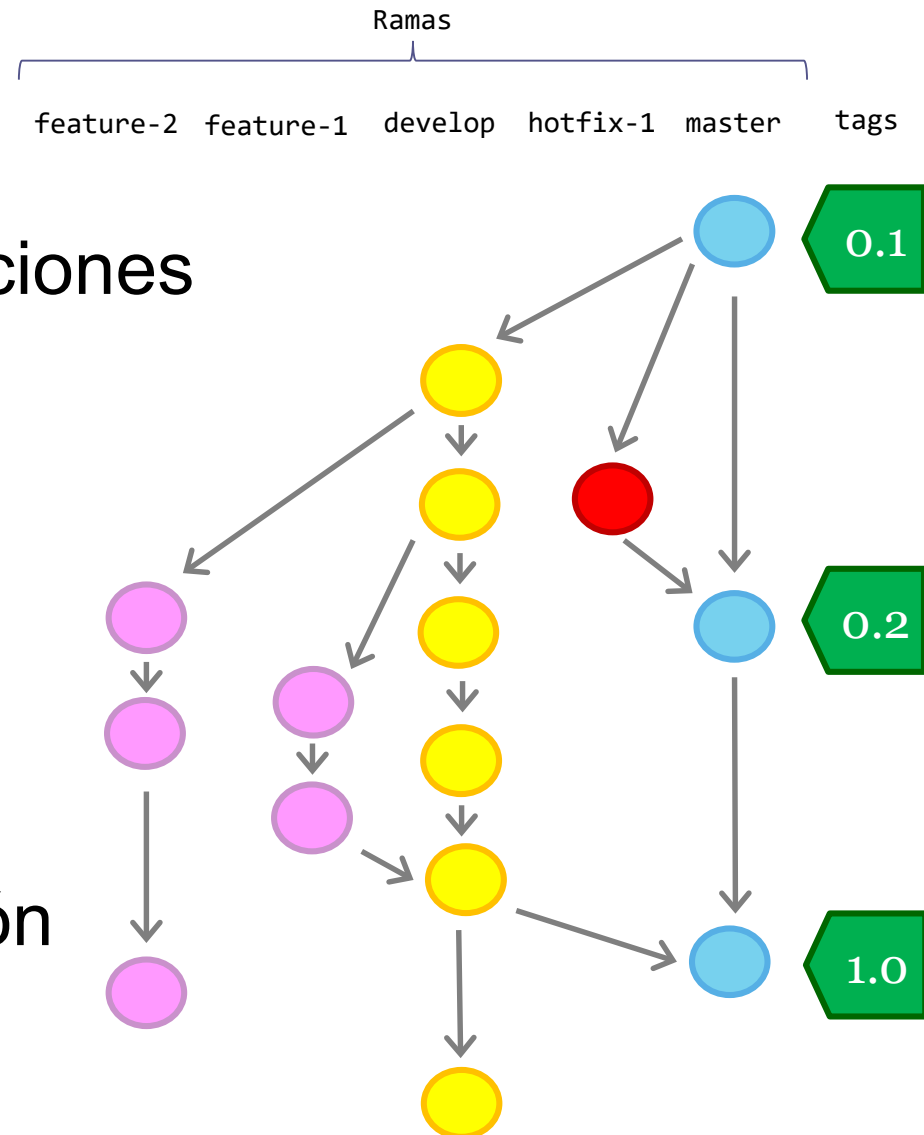 Ramas
feature-2 feature-1 develop hotfix-1 master tags
0.1
ciones
0.2
ón
1.0